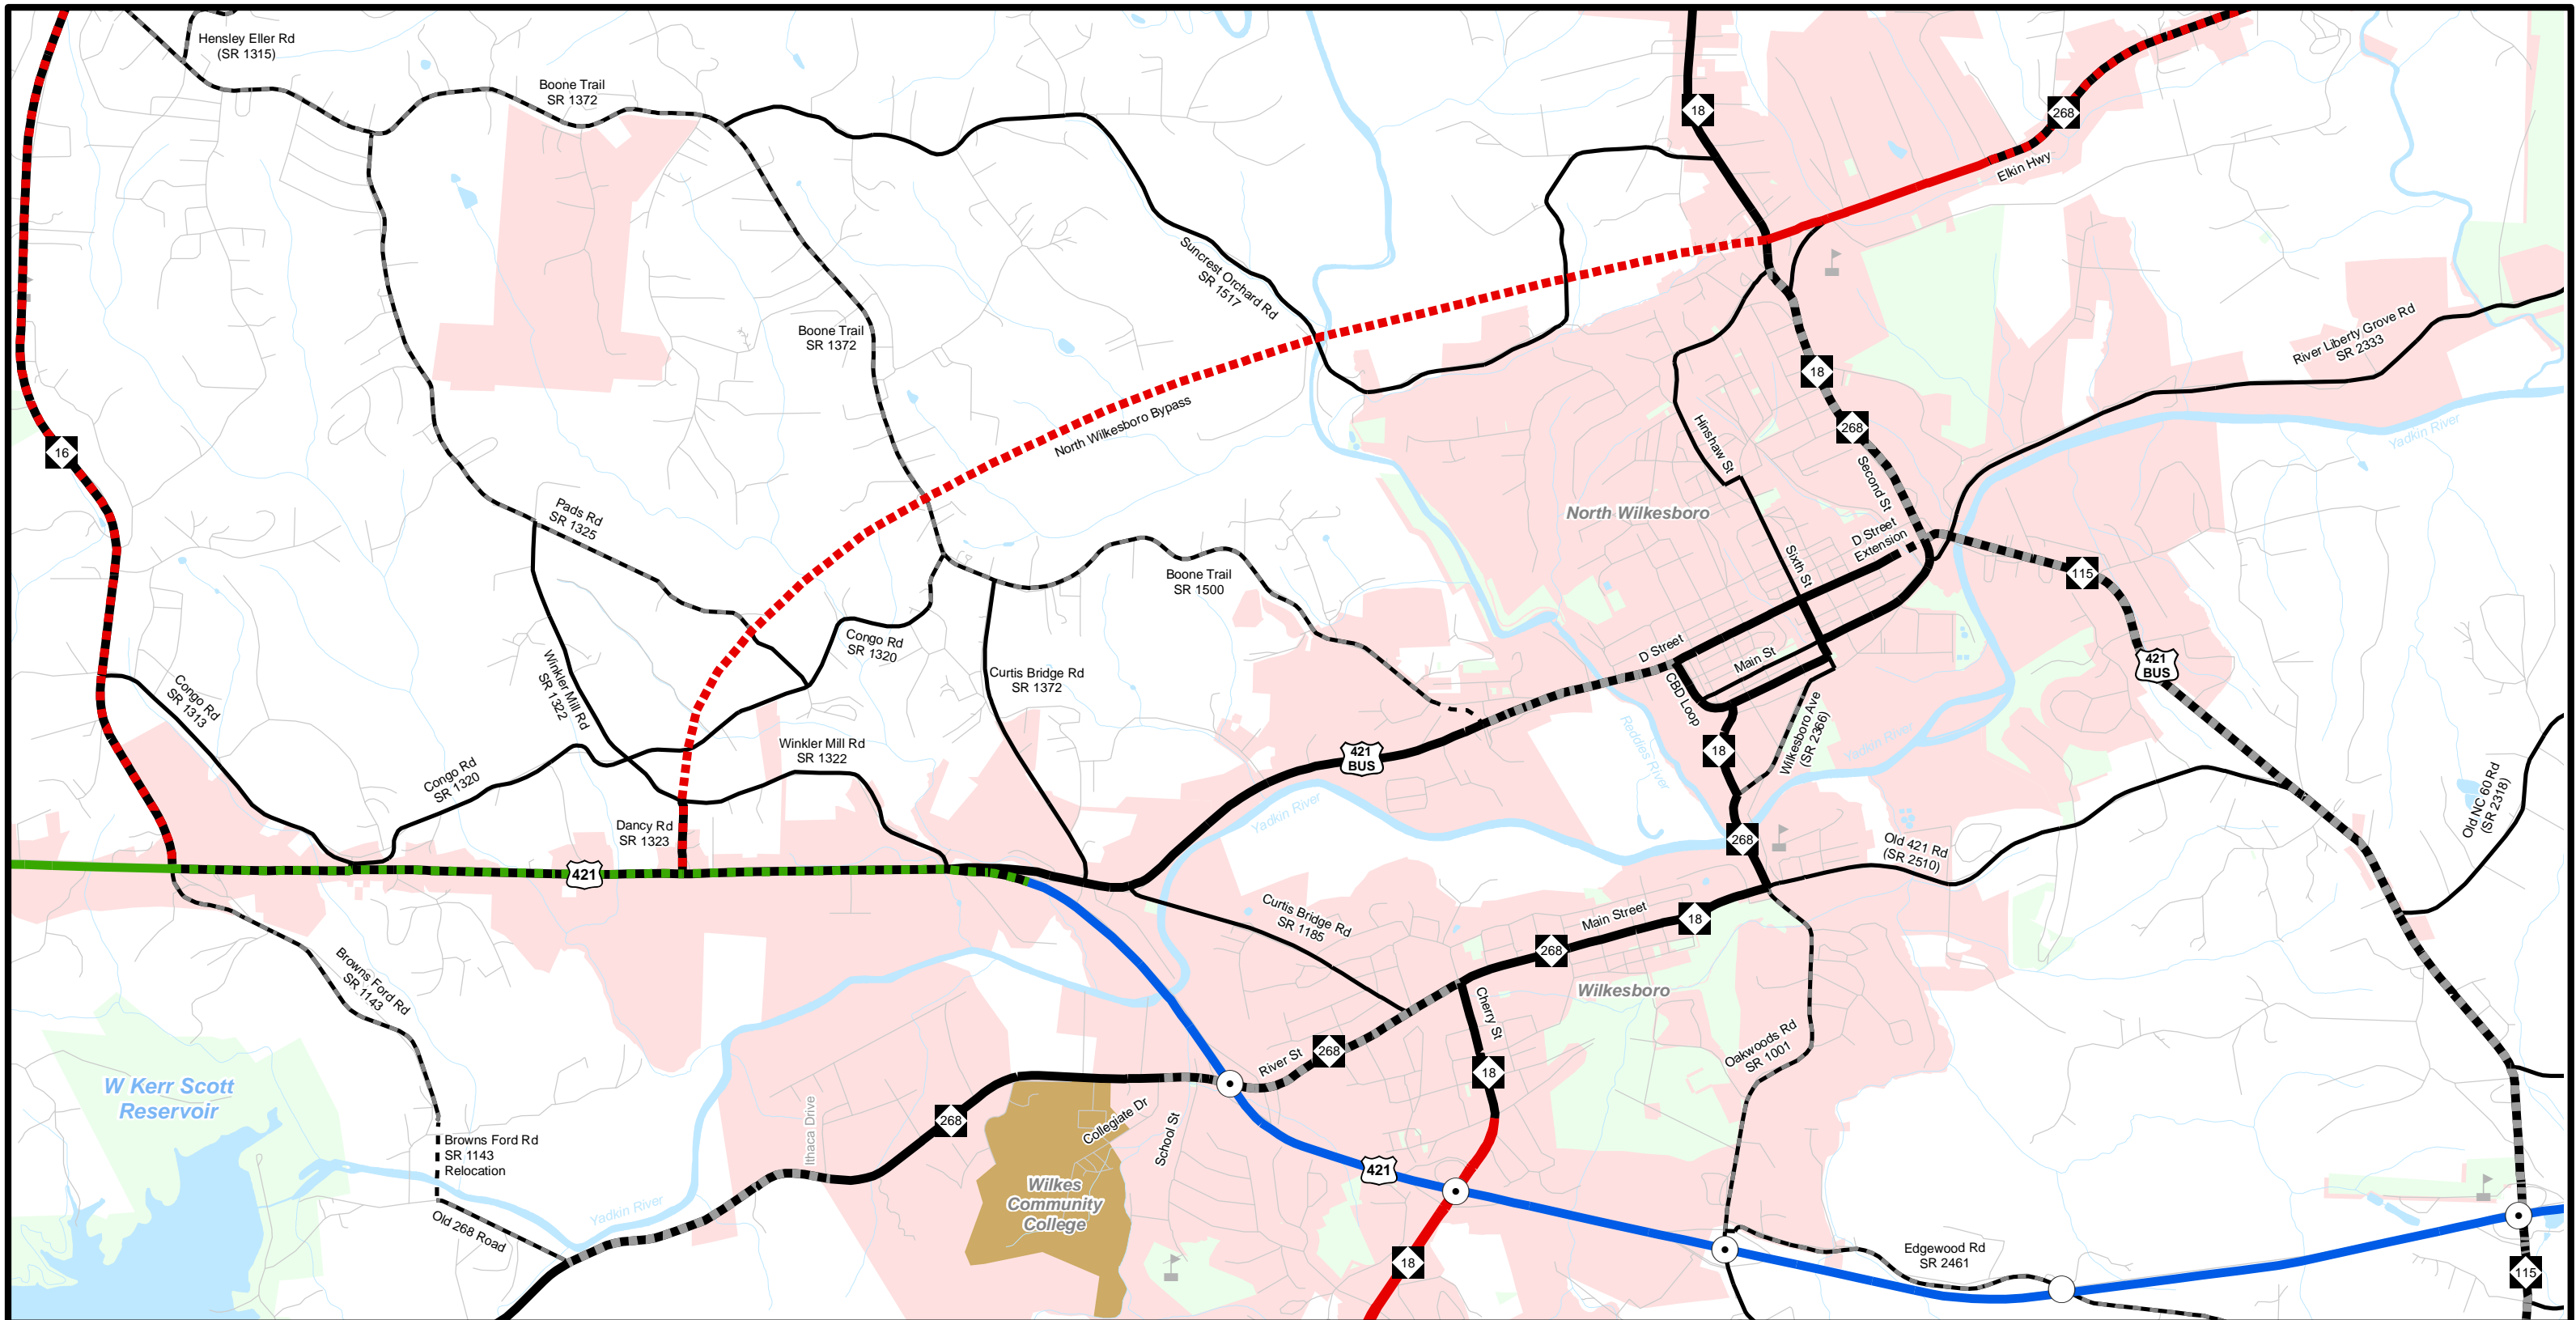 Hensley Eller Rd
(SR 1315)
Boone Trail
SR 1372
18
268
Elkin Hwy
Suncrest Orchard Rd
SR 1517
Boone Trail
SR 1372
River Liberty Grove Rd
SR 2333
18
268
North Wilkesboro Bypass
16
Hinshaw St
Second St
Yadkin River
Pads Rd
SR 1325
North Wilkesboro
D Street
Extension
Sixth St
115
Boone Trail
SR 1500
Congo Rd
SR 1320
D Street
Main St
421
BUS
Curtis Bridge Rd
SR 1372
Winkler Mill Rd
SR 1322
Congo Rd
SR 1313
CBD Loop
Wilkesboro Ave
(SR 2366)
Reddies River
Yadkin River
18
Winkler Mill Rd
SR 1322
421
BUS
Congo Rd
SR 1320
Yadkin River
Old NC 60 Rd
(SR 2318)
Dancy Rd
SR 1323
268
Old 421 Rd
(SR 2510)
421
Curtis Bridge Rd
SR 1185
Main Street
18
268
Browns Ford Rd
SR 1143
Wilkesboro
Cherry St
Oakwoods Rd
SR 1001
River St
268
18
W Kerr Scott
Reservoir
268
Ithaca Drive
Collegiate Dr
School St
Browns Ford Rd
SR 1143
Relocation
421
Wilkes
Community
College
Yadkin River
Old 268 Road
18
Edgewood Rd
SR 2461
115